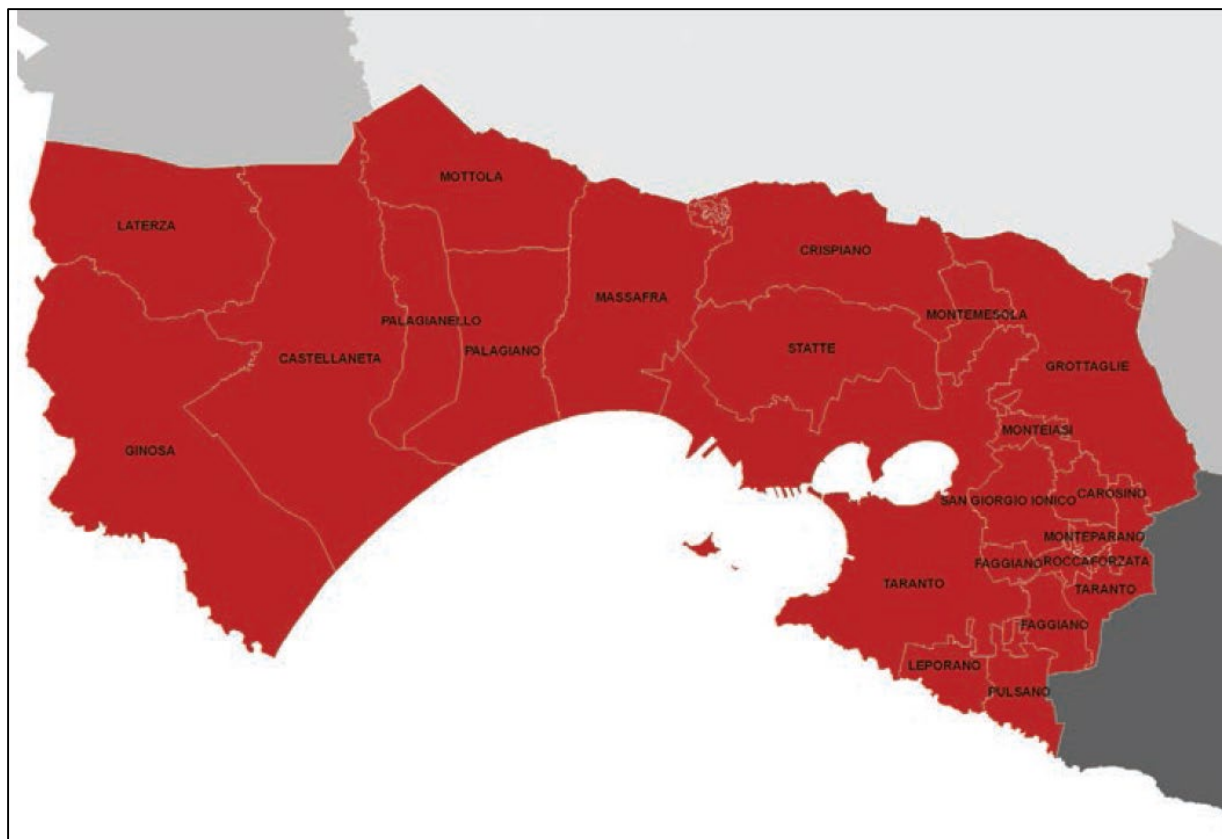 MOTTOLA
LATERZA
CRISPIANO
MASSAFRA
MONTEMESOLA
PALAGIANELLO
STATTE
PALAGIANO
CASTELLANETA
GROTTAGLIE
MONTEIASI
GINOSA
SAN GIORGIO IONICO
CAROSINO
MONTEPARANO
FAGGIANO
ROCCAFORZATA
TARANTO
TARANTO
FAGGIANO
LEPORANO
PULSANO